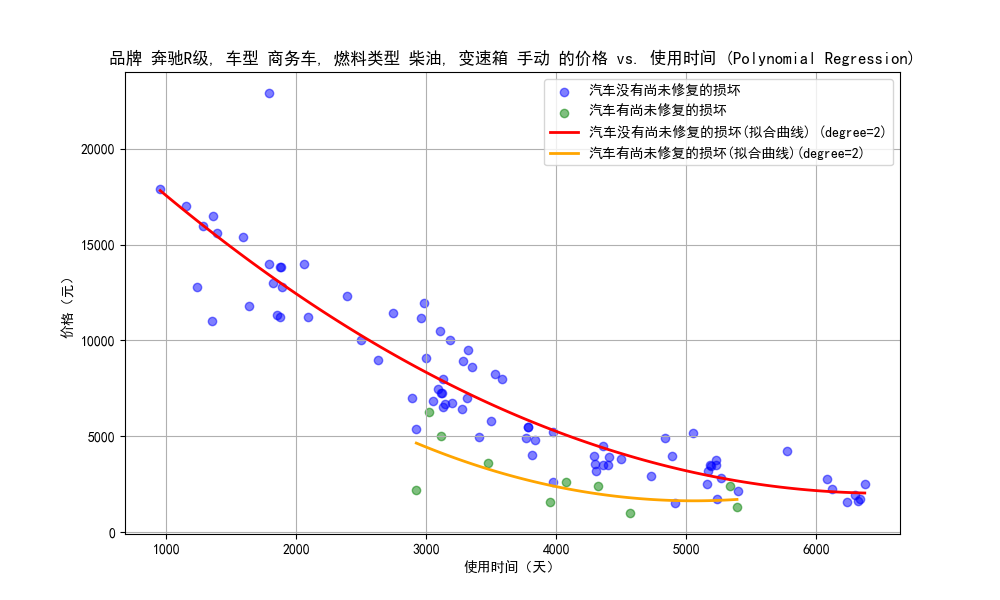 品牌 奔驰R级, 车型 商务车, 燃料类型 柴油, 变速箱 手动 的价格 vs. 使用时间 (Polynomial Regression)
汽车没有尚未修复的损坏
汽车有尚未修复的损坏
汽车没有尚未修复的损坏(拟合曲线) (degree=2)
汽车有尚未修复的损坏(拟合曲线)(degree=2)
价格（元）
20000
15000
10000
5000
0
1000 2000 3000 4000 5000 6000
使用时间（天）